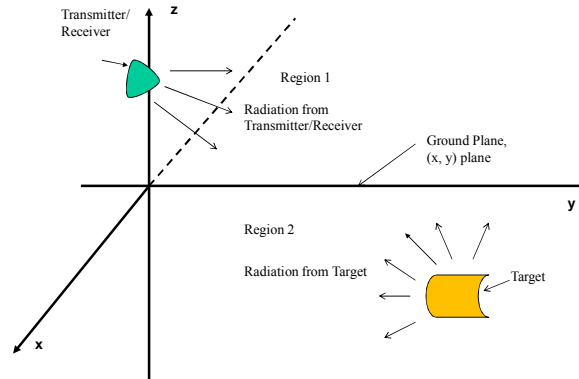 Transmitter/
Receiver
z
Region 1
Radiation from
Transmitter/Receiver
Ground Plane,
(x, y) plane
y
Region 2
Radiation from Target
Target
x